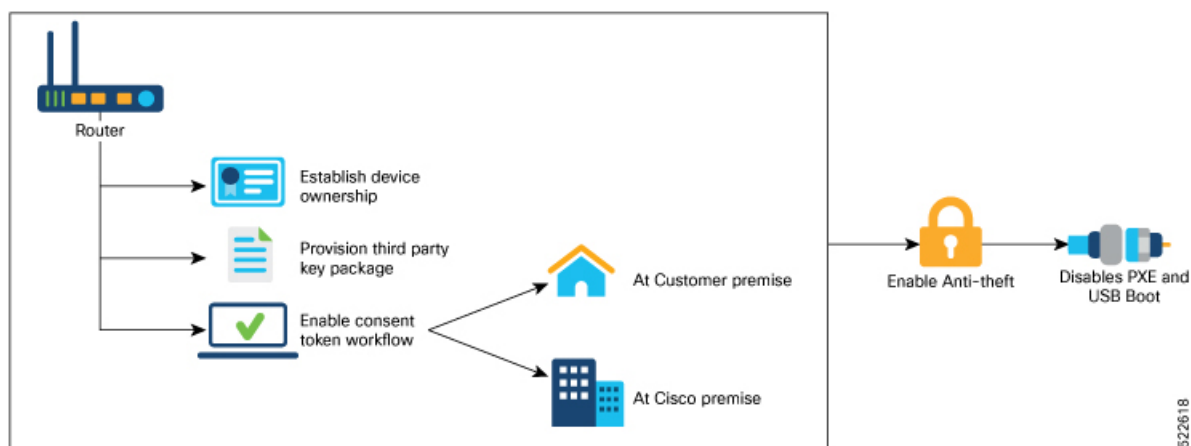 Router
Establish device
ownership
Provision third party
key package
Enable consent
token workflow
At Customer premise
At Cisco premise
Enable Anti-theft
Disables PXE and
USB Boot
522618